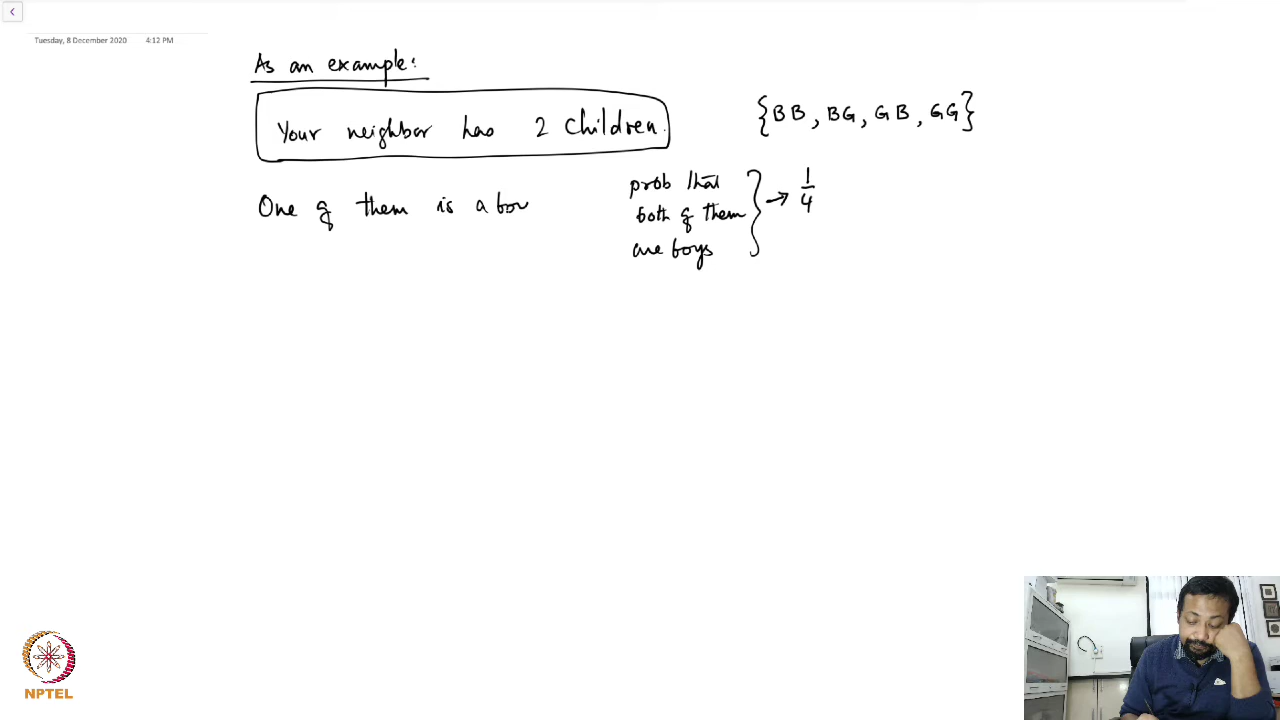 Tuesday, 8 December 2020 4:12 PM
As an example:
Your neighbor has 2 children.
{BB, BG, GB, GG}
One of them is a boy
prob that
both of them
are boys
} → 1/4
NPTEL